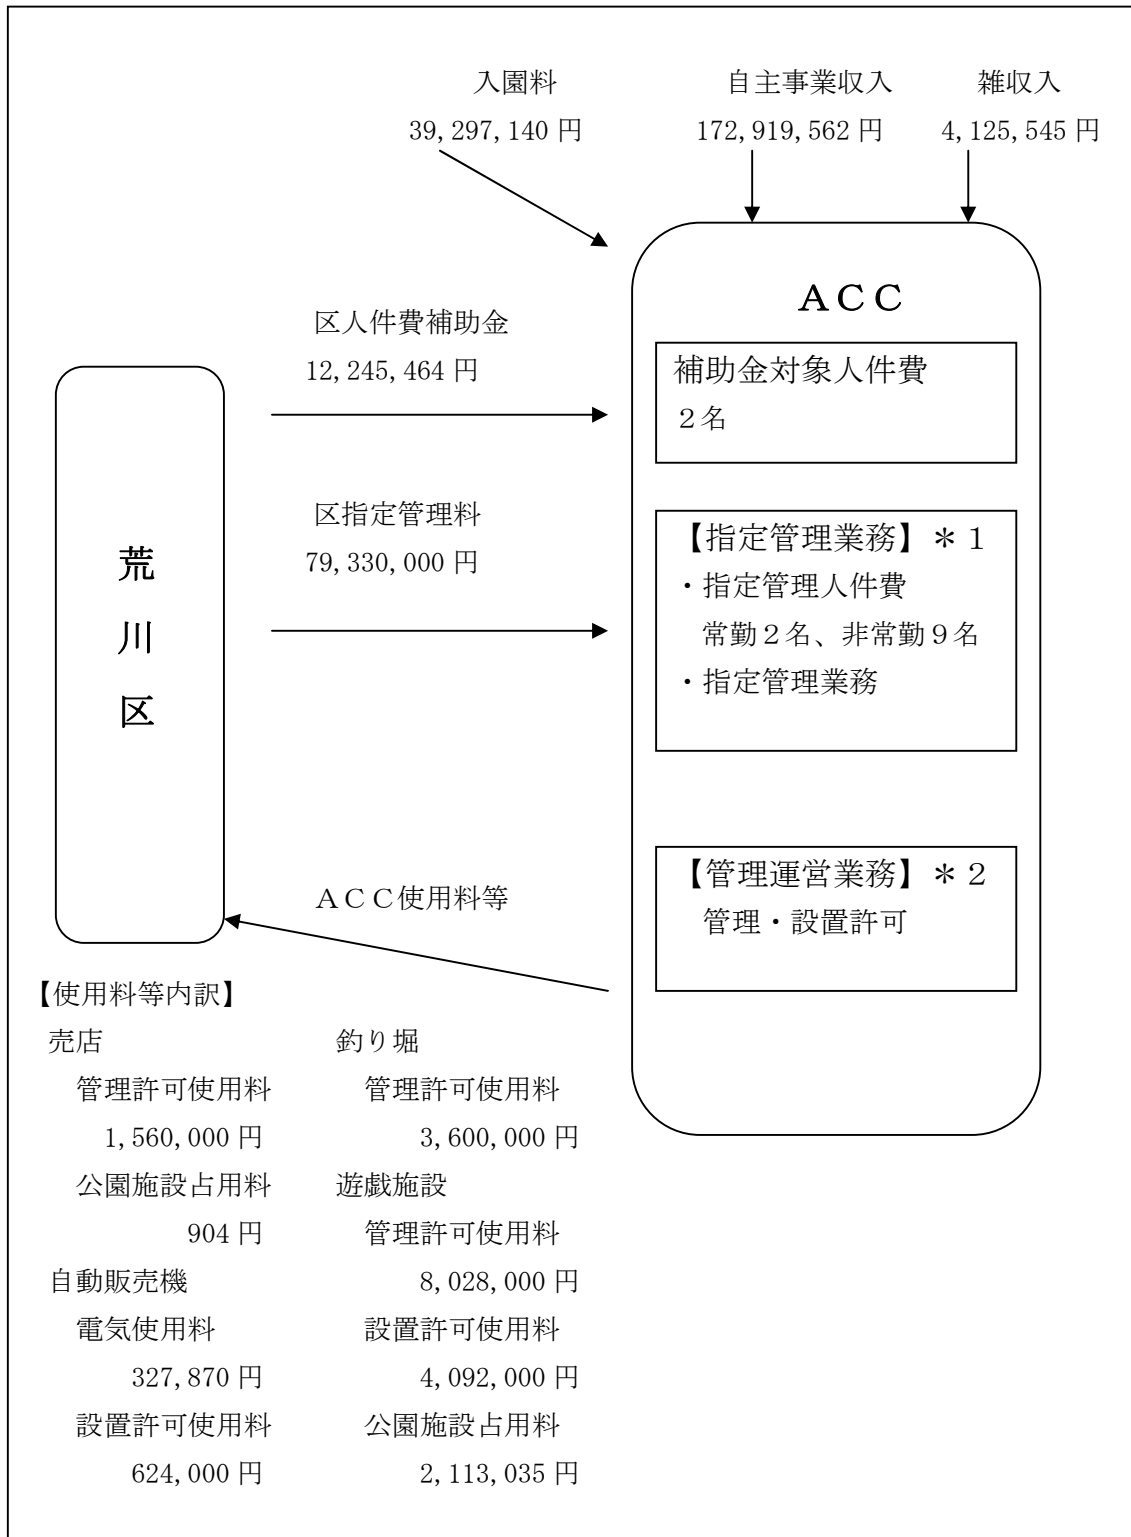 入園料
39,297,140 円
自主事業収入
172,919,562 円
雑収入
4,125,545 円
ACC
区人件費補助金
12,245,464 円
補助金対象人件費
2名
荒川区
区指定管理料
79,330,000 円
【指定管理業務】＊1
・指定管理人件費
常勤2名、非常勤9名
・指定管理業務
【管理運営業務】＊2
管理・設置許可
ACC使用料等
【使用料等内訳】
売店
管理許可使用料
1,560,000 円
公園施設占用料
904 円
自動販売機
電気使用料
327,870 円
設置許可使用料
624,000 円
釣り堀
管理許可使用料
3,600,000 円
遊戯施設
管理許可使用料
8,028,000 円
設置許可使用料
4,092,000 円
公園施設占用料
2,113,035 円